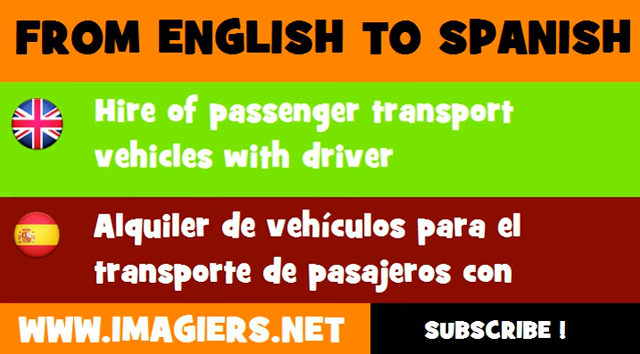 FROM ENGLISH TO SPANISH
Hire of passenger transport
vehicles with driver
Alquiler de vehículos para el
transporte de pasajeros con
WWW.IMAGIERS.NET
SUBSCRIBE !